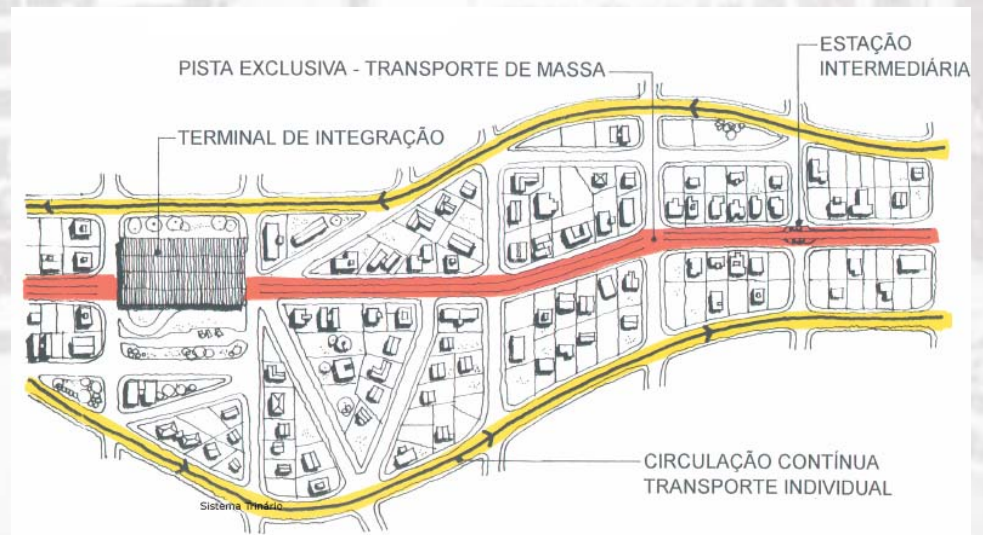 ESTAÇÃO
INTERMEDIÁRIA
PISTA EXCLUSIVA - TRANSPORTE DE MASSA
TERMINAL DE INTEGRAÇÃO
CIRCULAÇÃO CONTÍNUA
TRANSPORTE INDIVIDUAL
Sistema Trinário